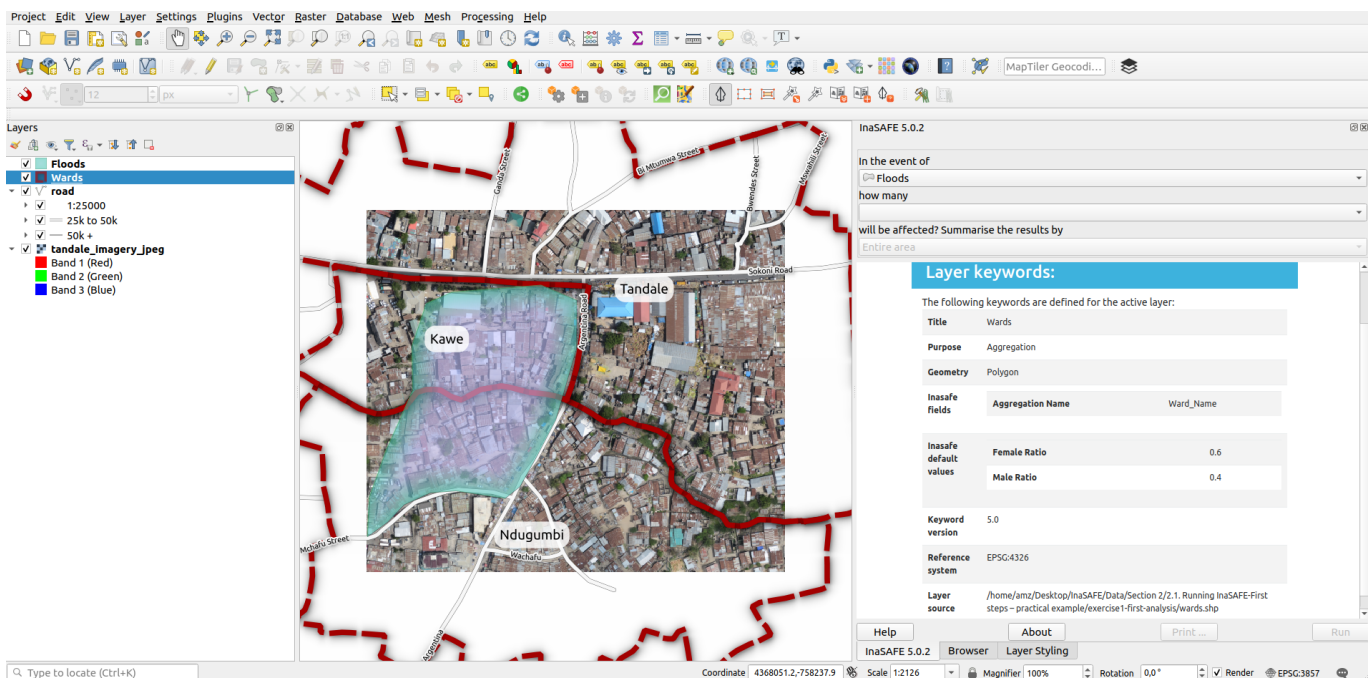 Project Edit View Layer Settings Plugins Vector Raster Database Web Mesh Processing Help
MapTiler Geocodi...
12 px
Layers
Floods
Wards
road
1:25000
25k to 50k
50k +
tandale_imagery_jpeg
Band 1 (Red)
Band 2 (Green)
Band 3 (Blue)
Ganda Street
Bi Mtumwa Street
Bwendes Street
Mswahili Street
Sokoni Road
Tandale
Argentina Road
Kawe
Ndugumbi
Mchafu Street
Wachafu
Argentina
InaSAFE 5.0.2
In the event of
Floods
how many
will be affected? Summarise the results by
Entire area
Layer keywords:
The following keywords are defined for the active layer:
Title Wards
Purpose Aggregation
Geometry Polygon
Inasafe fields Aggregation Name Ward_Name
Inasafe default values Female Ratio 0.6
Male Ratio 0.4
Keyword version 5.0
Reference system EPSG:4326
Layer source /home/amz/Desktop/InaSAFE/Data/Section 2/2.1. Running InaSAFE-First
steps – practical example/exercise1-first-analysis/wards.shp
Help About Print ... Run
InaSAFE 5.0.2 Browser Layer Styling
Type to locate (Ctrl+K) Coordinate 4368051.2,-758237.9 Scale 1:2126 Magnifier 100% Rotation 0,0 ° Render EPSG:3857